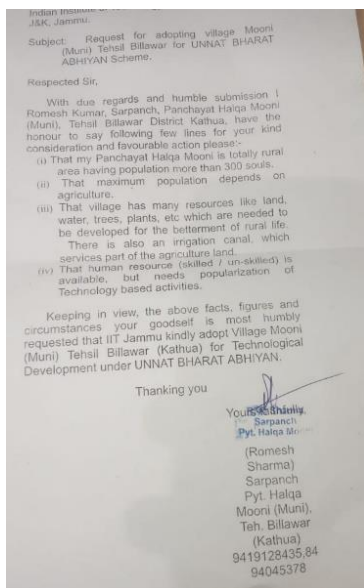 Indian Institute of
J&K, Jammu.
Subject: Request for adopting village Mooni
(Muni) Tehsil Billawar for UNNAT BHARAT
ABHIYAN Scheme.
Respected Sir,
With due regards and humble submission I
Romesh Kumar, Sarpanch, Panchayat Halqa Mooni
(Muni), Tehsil Billawar District Kathua, have the
honour to say following few lines for your kind
consideration and favourable action please:-
(i) That my Panchayat Halqa Mooni is totally rural
area having population more than 300 souls.
(ii) That maximum population depends on
agriculture.
(iii) That village has many resources like land,
water, trees, plants, etc which are needed to
be developed for the betterment of rural life.
There is also an irrigation canal, which
services part of the agriculture land.
(iv) That human resource (skilled / un-skilled) is
available, but needs popularization of
Technology based activities.
Keeping in view, the above facts, figures and
circumstances your goodself is most humbly
requested that IIT Jammu kindly adopt Village Mooni
(Muni) Tehsil Billawar (Kathua) for Technological
Development under UNNAT BHARAT ABHIYAN.
Thanking you
Yours faithfully,
Sarpanch
Pyt. Halqa
(Romesh
Sharma)
Sarpanch
Pyt. Halqa
Mooni (Muni),
Teh. Billawar
(Kathua)
9419128435,84
94045378